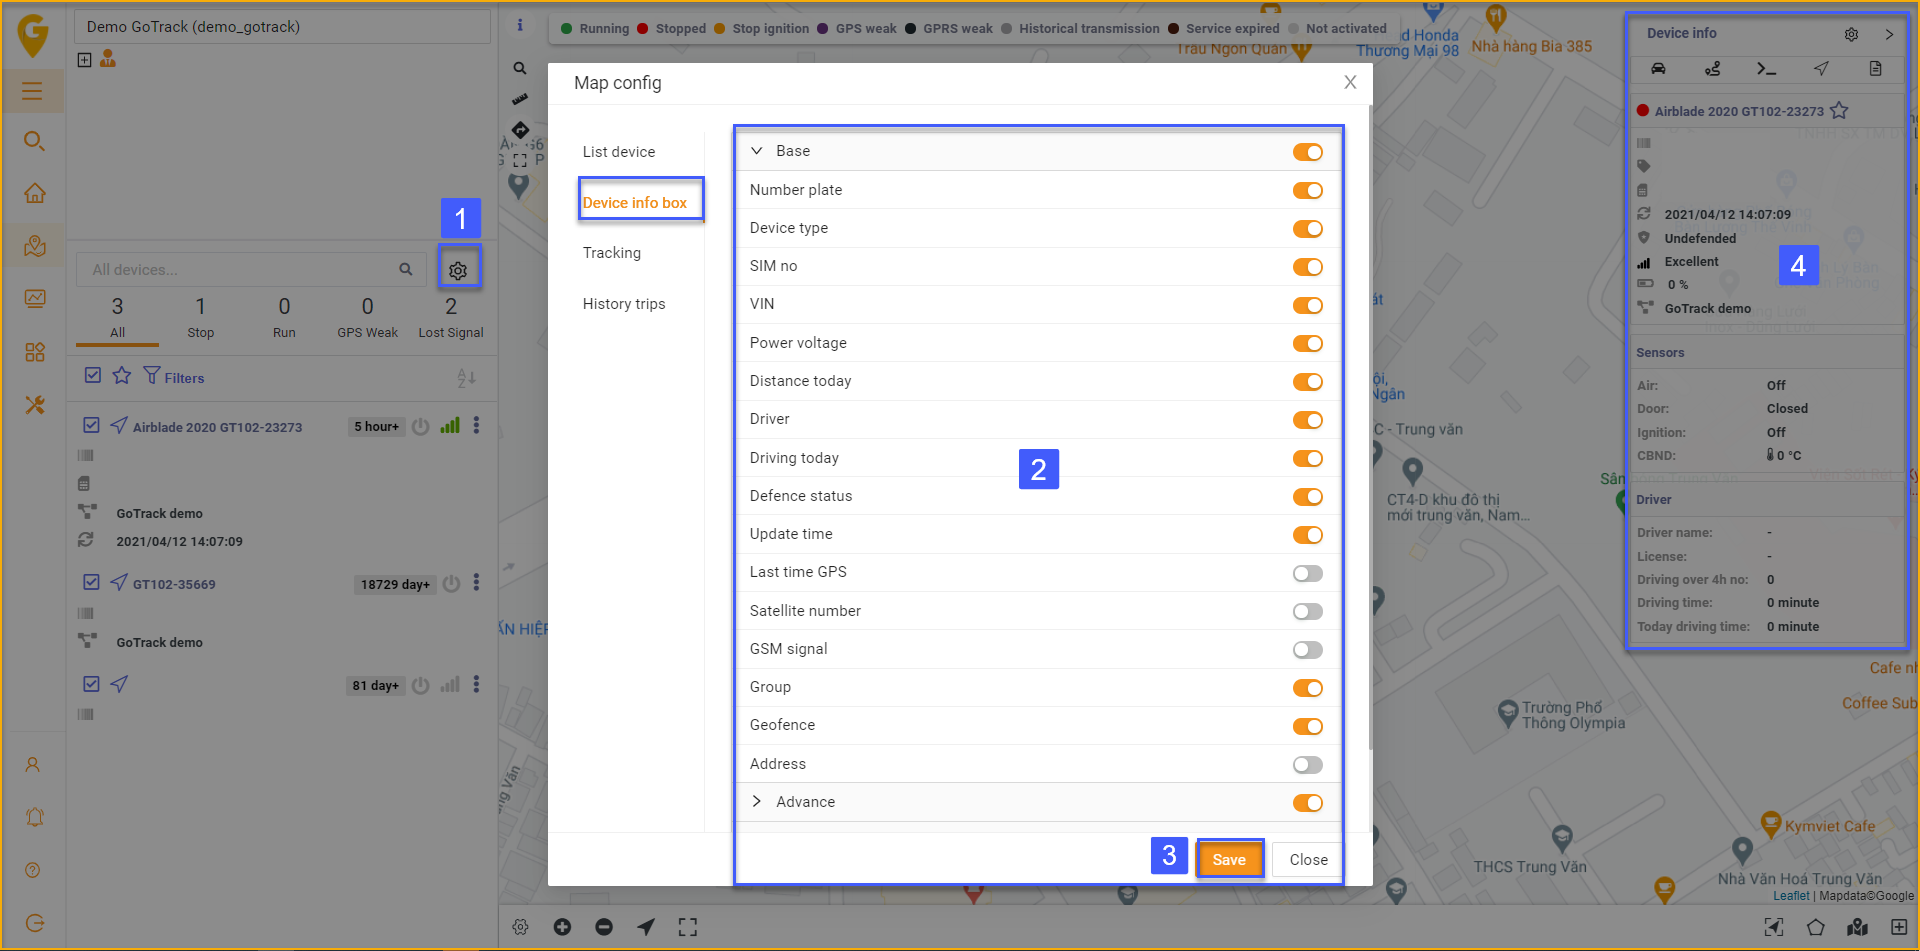 Demo GoTrack (demo_gotrack)
All devices...
3
All
1
Stop
0
Run
0
GPS Weak
2
Lost Signal
1
Filters
Airblade 2020 GT102-23273
5 hour+
GoTrack demo
2021/04/12 14:07:09
GT102-35669
18729 day+
GoTrack demo
81 day+
Running
Stopped
Stop ignition
GPS weak
GPRS weak
Historical transmission
Service expired
Not activated
Map config
X
List device
Device info box
Tracking
History trips
Base
Number plate
Device type
SIM no
VIN
Power voltage
Distance today
Driver
Driving today
2
Defence status
Update time
Last time GPS
Satellite number
GSM signal
Group
Geofence
Address
Advance
3
Save
Close
Device info
Airblade 2020 GT102-23273
2021/04/12 14:07:09
Undefended
Excellent
0 %
GoTrack demo
4
Sensors
Air: Off
Door: Closed
Ignition: Off
CBND: 0 °C
Driver
Driver name: -
License: -
Driving over 4h no: 0
Driving time: 0 minute
Today driving time: 0 minute
Trâu Ngon Quán
d Honda
Thương Mại 98
Nhà hàng Bia 385
Ngân
C - Trung văn
CT4-D khu đô thị
mới trung văn, Nam...
Trường Phổ
Thông Olympia
Cafe
Coffee Sub
Kymviet Cafe
THCS Trung Văn
Nhà Văn Hoá Trung Văn
Leaflet | Mapdata©Google